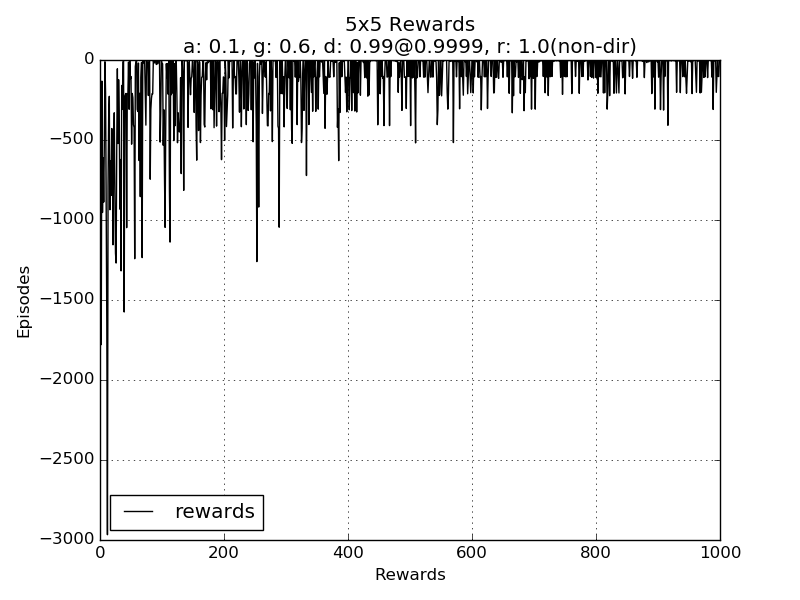 5x5 Rewards
a: 0.1, g: 0.6, d: 0.99@0.9999, r: 1.0(non-dir)
0
−500
−1000
−1500
−2000
−2500
−3000
Episodes
rewards
0 200 400 600 800 1000
Rewards